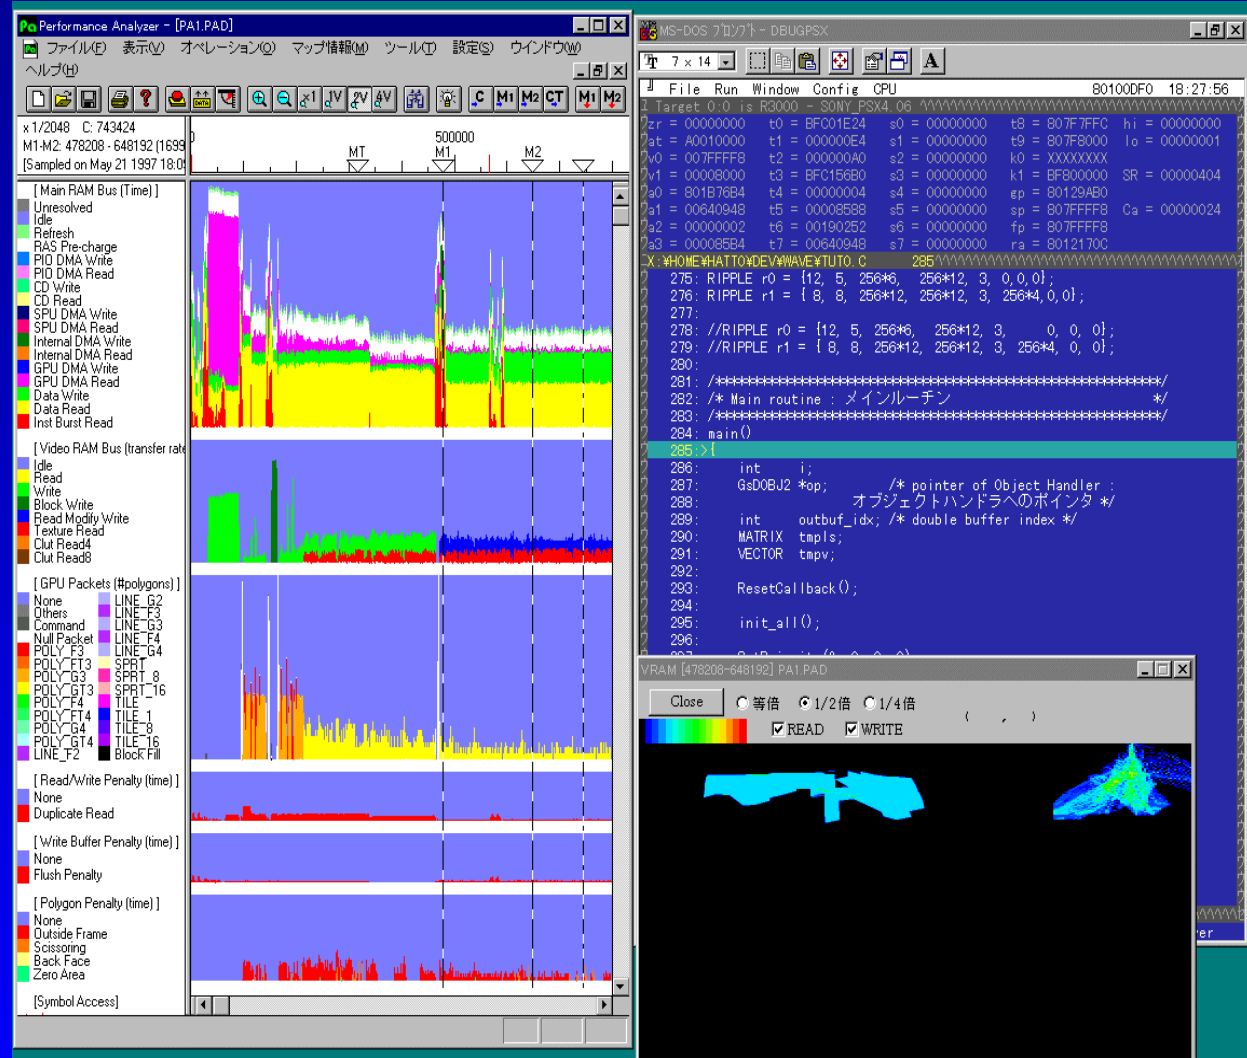 Performance Analyzer - [PA1.PAD]
ファイル(F) 表示(V) オペレーション(O) マップ情報(M) ツール(T) 設定(S) ウインドウ(W)
ヘルプ(H)
x1 1V 2V 4V C M1 M2 CT M1 M2
x 1/2048 C: 743424
M1-M2: 478208 - 648192 (1699
[Sampled on May 21 1997 18:0
500000
MT M1 M2
[ Main RAM Bus (Time) ]
Unresolved
Idle
Refresh
RAS Pre-charge
PIO DMA Write
PIO DMA Read
CD Write
CD Read
SPU DMA Write
SPU DMA Read
Internal DMA Write
Internal DMA Read
GPU DMA Write
GPU DMA Read
Data Write
Data Read
Inst Burst Read
[ Video RAM Bus (transfer rate
Idle
Read
Write
Block Write
Read Modify Write
Texture Read
Clut Read4
Clut Read8
[ GPU Packets (#polygons) ]
None LINE_G2
Others LINE_F3
Command LINE_G3
Null Packet LINE_F4
POLY_F3 LINE_G4
POLY_FT3 SPRT
POLY_G3 SPRT_8
POLY_GT3 SPRT_16
POLY_F4 TILE
POLY_FT4 TILE_1
POLY_G4 TILE_8
POLY_GT4 TILE_16
LINE_F2 Block Fill
[ Read/Write Penalty (time) ]
None
Duplicate Read
[ Write Buffer Penalty (time) ]
None
Flush Penalty
[ Polygon Penalty (time) ]
None
Outside Frame
Scissoring
Back Face
Zero Area
[Symbol Access]
MS-DOS プロンプト - DBUGPSX
7 x 14 A
File Run Window Config CPU 80100DF0 18:27:56
Target 0:0 is R3000 - SONY_PSX4.06
zr = 00000000 t0 = BFC01E24 s0 = 00000000 t8 = 807F7FFC hi = 00000000
at = A0010000 t1 = 000000E4 s1 = 00000000 t9 = 807F8000 lo = 00000001
v0 = 007FFFF8 t2 = 000000A0 s2 = 00000000 k0 = XXXXXXXX
v1 = 00008000 t3 = BFC156B0 s3 = 00000000 k1 = BF800000 SR = 00000404
a0 = 801B76B4 t4 = 00000004 s4 = 00000000 gp = 80129AB0
a1 = 00640948 t5 = 00008588 s5 = 00000000 sp = 807FFFF8 Ca = 00000024
a2 = 00000002 t6 = 00190252 s6 = 00000000 fp = 807FFFF8
a3 = 000085B4 t7 = 00640948 s7 = 00000000 ra = 8012170C
X:¥HOME¥HATTO¥DEV¥WAVE¥TUTO.C 285
275: RIPPLE r0 = {12, 5, 256*6, 256*12, 3, 0,0,0};
276: RIPPLE r1 = { 8, 8, 256*12, 256*12, 3, 256*4,0,0};
277:
278: //RIPPLE r0 = {12, 5, 256*6, 256*12, 3, 0, 0, 0};
279: //RIPPLE r1 = { 8, 8, 256*12, 256*12, 3, 256*4, 0, 0};
280:
281: /************************************************************/
282: /* Main routine : メインルーチン */
283: /************************************************************/
284: main()
285:>{
286: int i;
287: GsDOBJ2 *op; /* pointer of Object Handler :
288: オブジェクトハンドラへのポインタ */
289: int outbuf_idx; /* double buffer index */
290: MATRIX tmpls;
291: VECTOR tmpv;
292:
293: ResetCallback();
294:
295: init_all();
296:
VRAM [478208-648192] PA1.PAD
Close 等倍 1/2倍 1/4倍
( , )
READ WRITE
ver